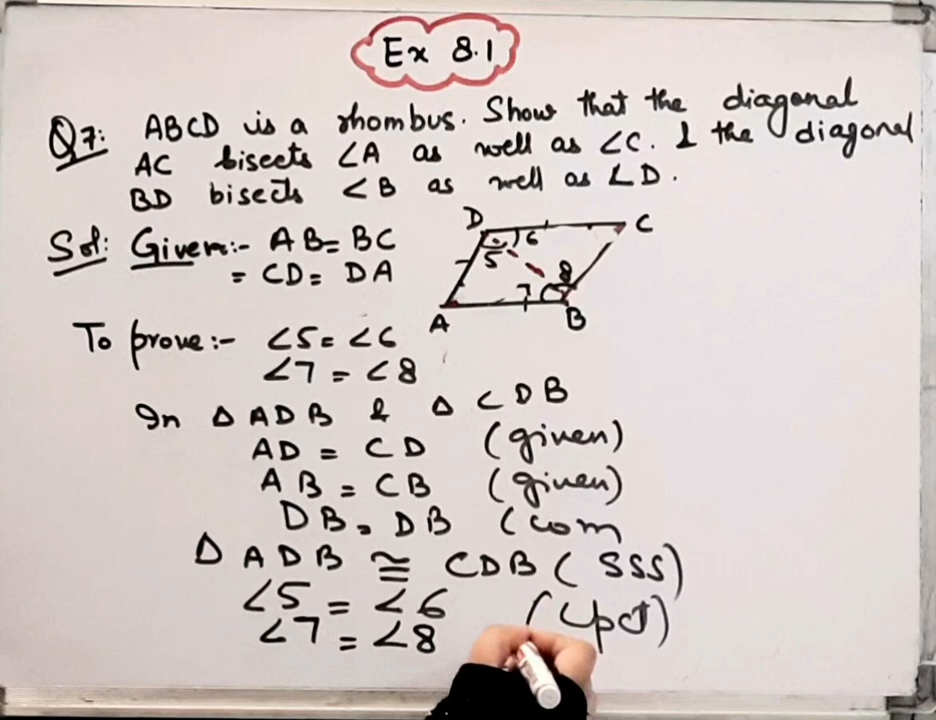 Ex 8.1
Q7: ABCD is a rhombus. Show that the diagonal
AC bisects ∠A as well as ∠C. & the diagonal
BD bisects ∠B as well as ∠D.
Sol: Given:- AB = BC
= CD = DA
D C
6
5
8
7
A B
To prove:- ∠5 = ∠6
∠7 = ∠8
In Δ ADB & Δ CDB
AD = CD (given)
AB = CB (given)
DB = DB (com
Δ ADB ≅ CDB (SSS)
∠5 = ∠6 (cpct)
∠7 = ∠8